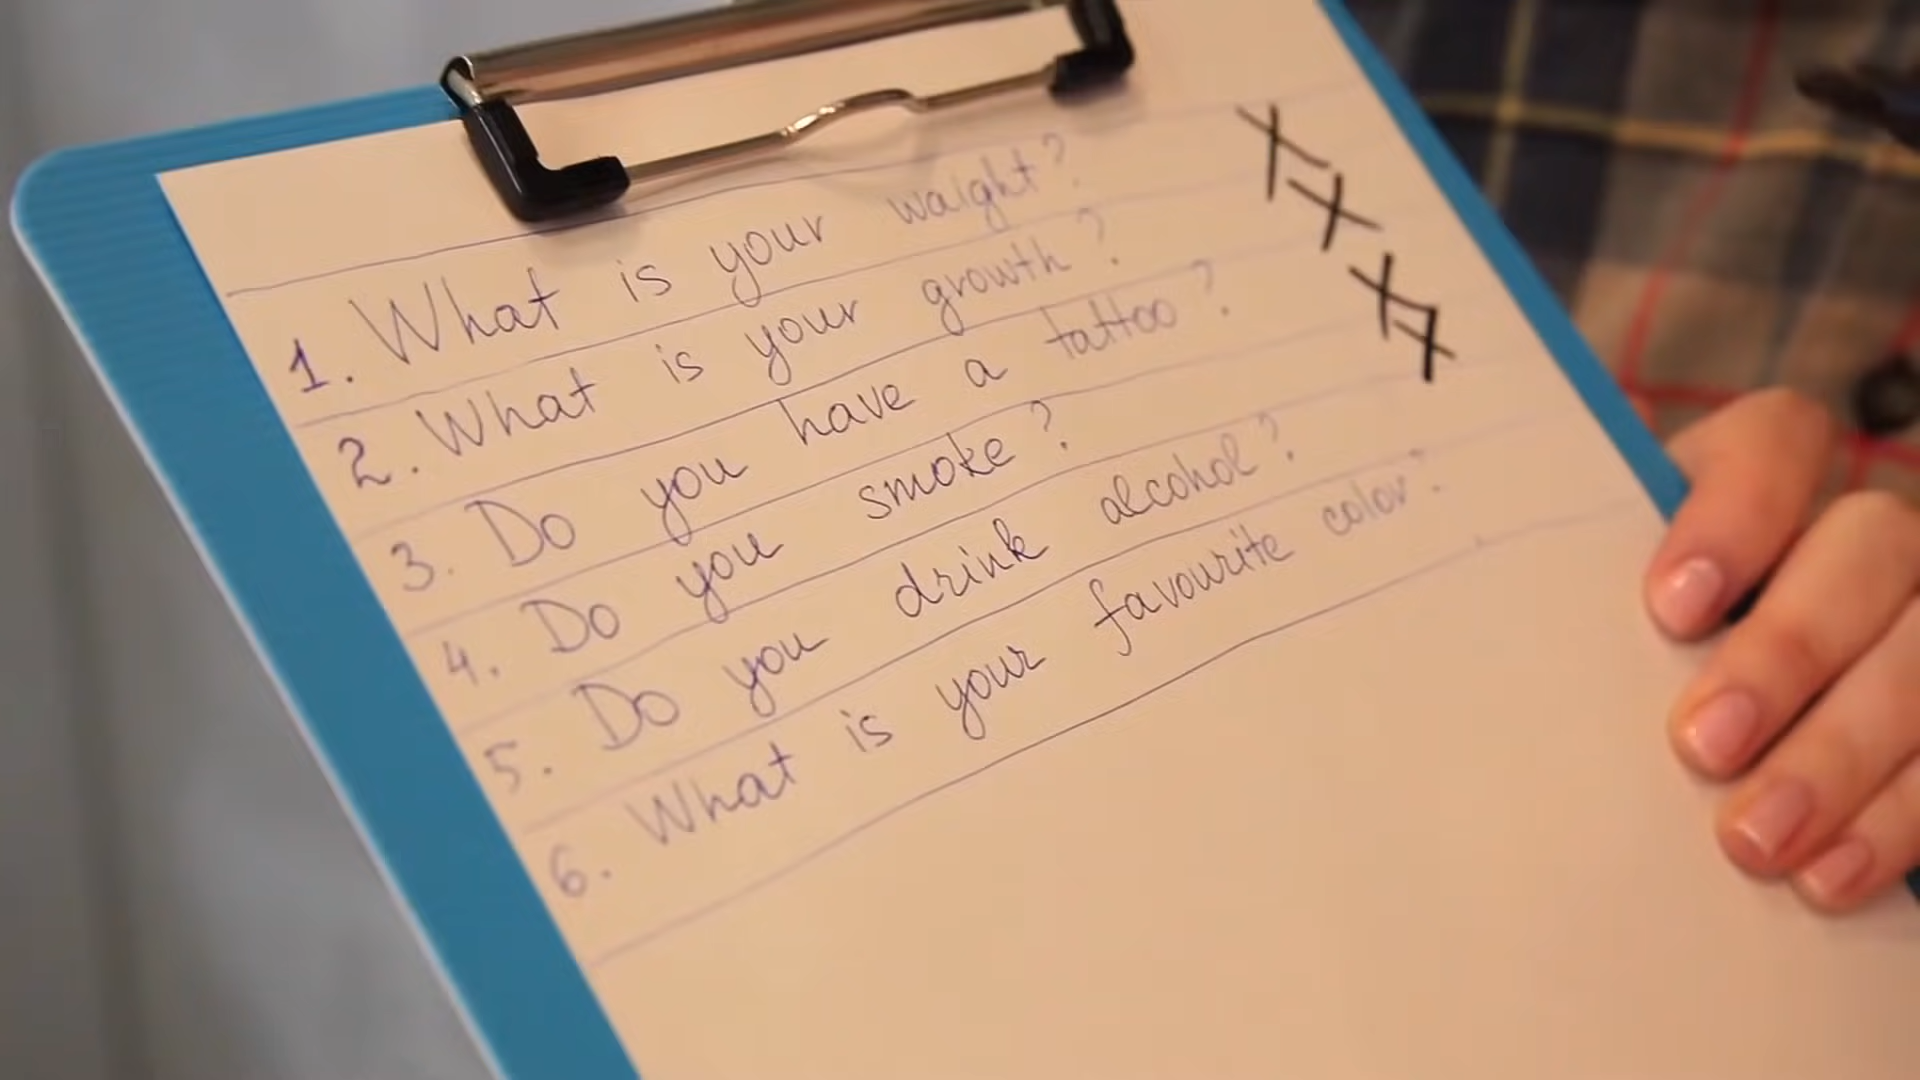 1. What is your waight?
2. What is your growth?
3. Do you have a tattoo?
4. Do you smoke?
5. Do you drink alcohol?
6. What is your favourite color?